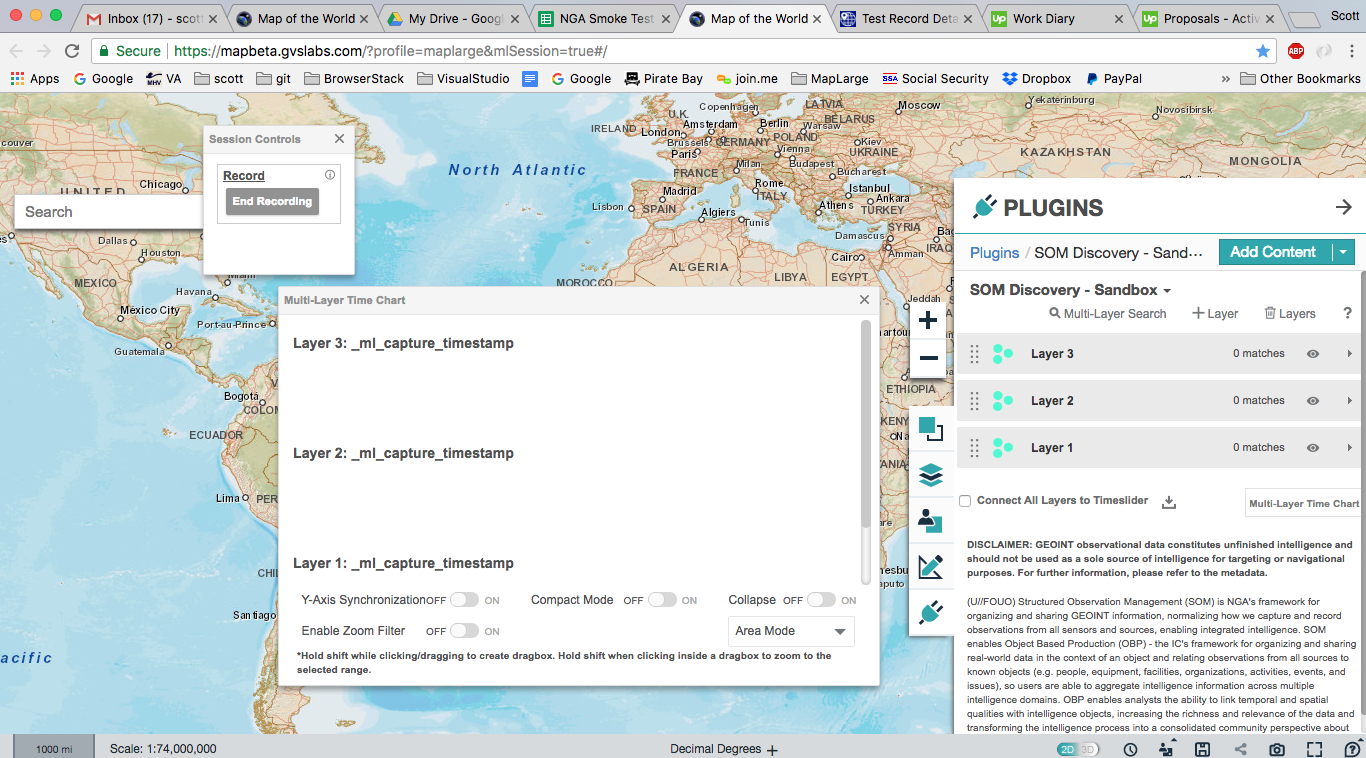 Inbox (17) - scott
Map of the World
My Drive - Goog
NGA Smoke Test
Map of the World
Test Record Deta
Work Diary
Proposals - Activ
Scott
Secure
https://mapbeta.gvslabs.com/?profile=maplarge&mlSession=true#/
ABP
Apps
Google
MHV VA
scott
git
BrowserStack
VisualStudio
Google
Pirate Bay
join.me
MapLarge
SSA Social Security
Dropbox
PayPal
»
Other Bookmarks
Session Controls
Record
End Recording
Search
couver
UNITED
Chicago
Dallas
Houston
Miami
MEXICO
Havana
Mexico City
Port-au-Prince
Guatemala
Bogota
COLOM
ECUADOR
Lima
PER
CHI
Santiago
acific
North Atlantic
IRELAND
U.K.
London
Copenhagen
Amsterdam
Brussels
Paris
Berlin
GERMANY
LATVIA
Moscow
BELARUS
Warsaw
POLAND
Kiev
UKRAINE
Vienna
Budapest
Milan
Bucharest
FRANCE
Rome
ITALY
Istanbul
Ankara
TURKEY
Madrid
Lisbon
SPAIN
Algiers
Tunis
Athens
SYRIA
Damascus
IRAQ
Cairo
Amman
Ba
ALGERIA
LIBYA
EGYPT
MOROCCO
Jeddah
artour
ETHIOPIA
KENY
Na
ANIA
nesbu
aputo
Yekaterinburg
Novosibirsk
KAZAKHSTAN
MONGOLIA
Multi-Layer Time Chart
Layer 3: _ml_capture_timestamp
Layer 2: _ml_capture_timestamp
Layer 1: _ml_capture_timestamp
Y-Axis Synchronization OFF ON
Compact Mode OFF ON
Collapse OFF ON
Enable Zoom Filter OFF ON
Area Mode
*Hold shift while clicking/dragging to create dragbox. Hold shift when clicking inside a dragbox to zoom to the
selected range.
PLUGINS
Plugins / SOM Discovery - Sand···
Add Content
SOM Discovery - Sandbox
Multi-Layer Search
+ Layer
Layers
?
Layer 3 0 matches
Layer 2 0 matches
Layer 1 0 matches
Connect All Layers to Timeslider
Multi-Layer Time Chart
DISCLAIMER: GEOINT observational data constitutes unfinished intelligence and
should not be used as a sole source of intelligence for targeting or navigational
purposes. For further information, please refer to the metadata.
(U//FOUO) Structured Observation Management (SOM) is NGA's framework for
organizing and sharing GEOINT information, normalizing how we capture and record
observations from all sensors and sources, enabling integrated intelligence. SOM
enables Object Based Production (OBP) - the IC's framework for organizing and sharing
real-world data in the context of an object and relating observations from all sources to
known objects (e.g. people, equipment, facilities, organizations, activities, events, and
issues), so users are able to aggregate intelligence information across multiple
intelligence domains. OBP enables analysts the ability to link temporal and spatial
qualities with intelligence objects, increasing the richness and relevance of the data and
transforming the intelligence process into a consolidated community perspective about
1000 mi
Scale: 1:74,000,000
Decimal Degrees +
2D 3D